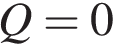 Q = 0